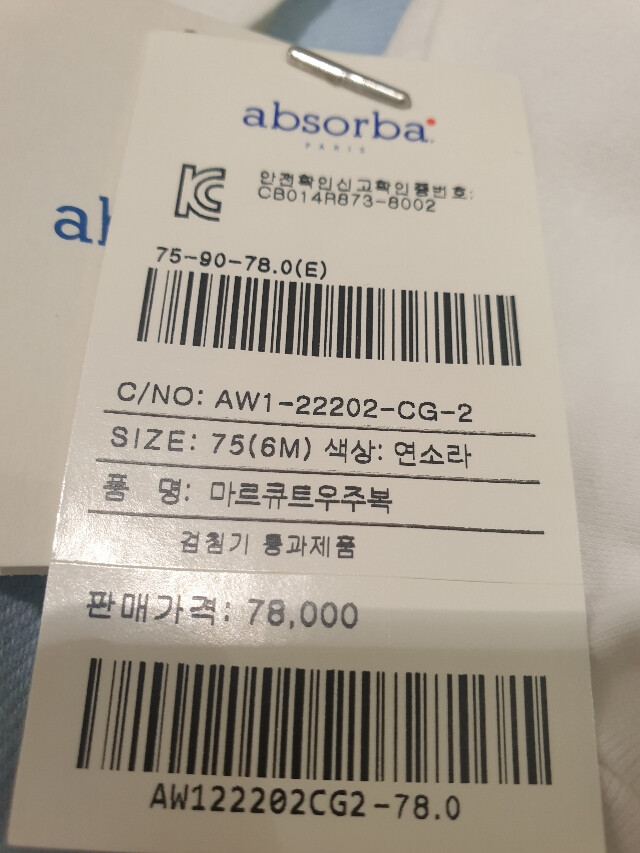 absorba
PARIS
안전확인신고확인증번호:
CB014R873-8002
al
75-90-78.0(E)
C/NO: AW1-22202-CG-2
SIZE: 75(6M) 색상: 연소라
품 명: 마르큐트우주복
검침기 통과제품
판매가격: 78,000
AW122202CG2-78.0